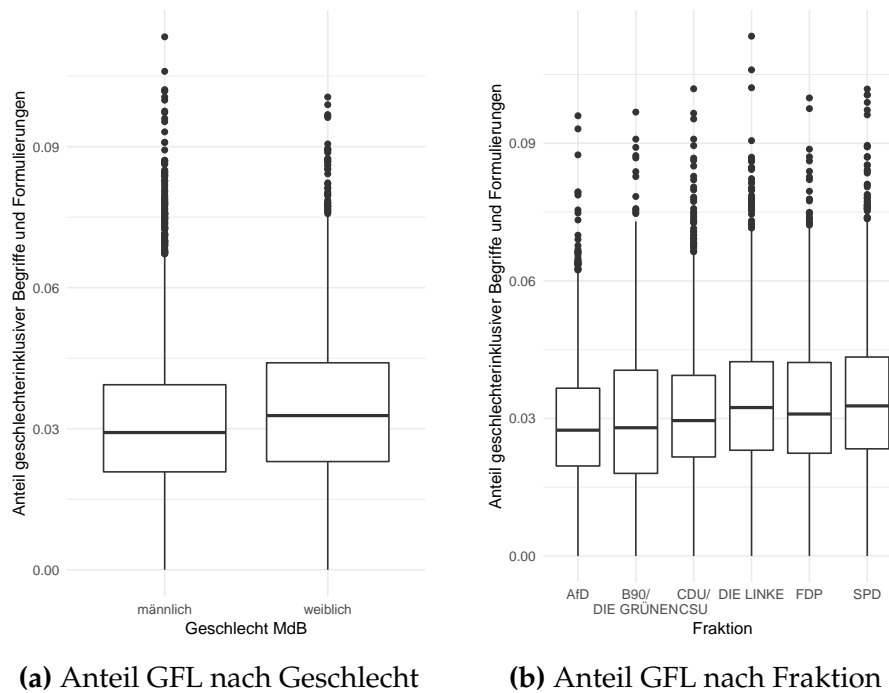 Anteil geschlechterinklusiver Begriffe und Formulierungen
0.09
0.06
0.03
0.00
männlich
weiblich
Geschlecht MdB
(a) Anteil GFL nach Geschlecht
Anteil geschlechterinklusiver Begriffe und Formulierungen
0.09
0.06
0.03
0.00
AfD
B90/
DIE GRÜNEN
CDU/
CSU
DIE LINKE
FDP
SPD
Fraktion
(b) Anteil GFL nach Fraktion